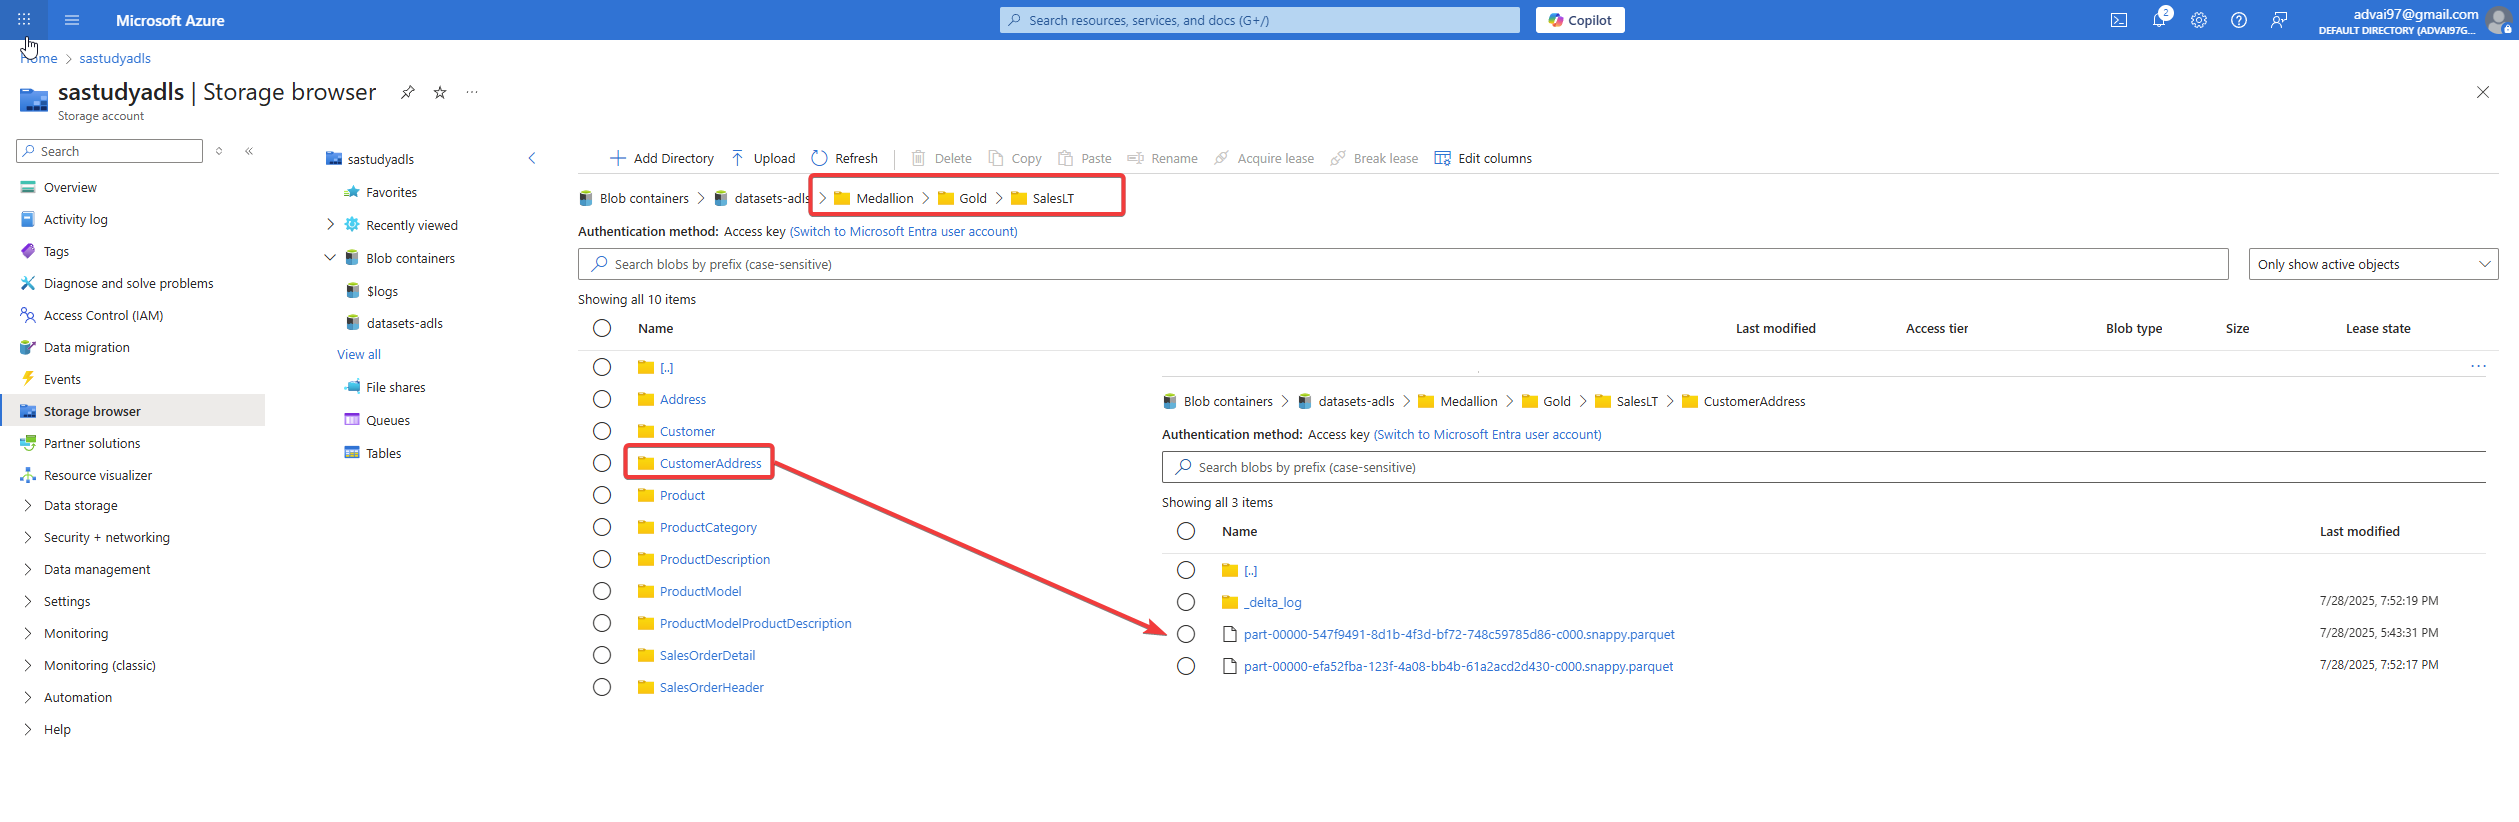 Microsoft Azure
Search resources, services, and docs (G+/)
Copilot
2
advai97@gmail.com
DEFAULT DIRECTORY (ADVAI97G...
Home > sastudyadls
sastudyadls | Storage browser
Storage account
Search
Overview
Activity log
Tags
Diagnose and solve problems
Access Control (IAM)
Data migration
Events
Storage browser
Partner solutions
Resource visualizer
Data storage
Security + networking
Data management
Settings
Monitoring
Monitoring (classic)
Automation
Help
sastudyadls
Favorites
Recently viewed
Blob containers
$logs
datasets-adls
View all
File shares
Queues
Tables
Add Directory Upload Refresh Delete Copy Paste Rename Acquire lease Break lease Edit columns
Blob containers > datasets-adls > Medallion > Gold > SalesLT
Authentication method: Access key (Switch to Microsoft Entra user account)
Search blobs by prefix (case-sensitive)
Only show active objects
Showing all 10 items
Name Last modified Access tier Blob type Size Lease state
[..]
Address
Customer
CustomerAddress
Product
ProductCategory
ProductDescription
ProductModel
ProductModelProductDescription
SalesOrderDetail
SalesOrderHeader
Blob containers > datasets-adls > Medallion > Gold > SalesLT > CustomerAddress
Authentication method: Access key (Switch to Microsoft Entra user account)
Search blobs by prefix (case-sensitive)
Showing all 3 items
Name Last modified
[..]
_delta_log 7/28/2025, 7:52:19 PM
part-00000-547f9491-8d1b-4f3d-bf72-748c59785d86-c000.snappy.parquet 7/28/2025, 5:43:31 PM
part-00000-efa52fba-123f-4a08-bb4b-61a2acd2d430-c000.snappy.parquet 7/28/2025, 7:52:17 PM